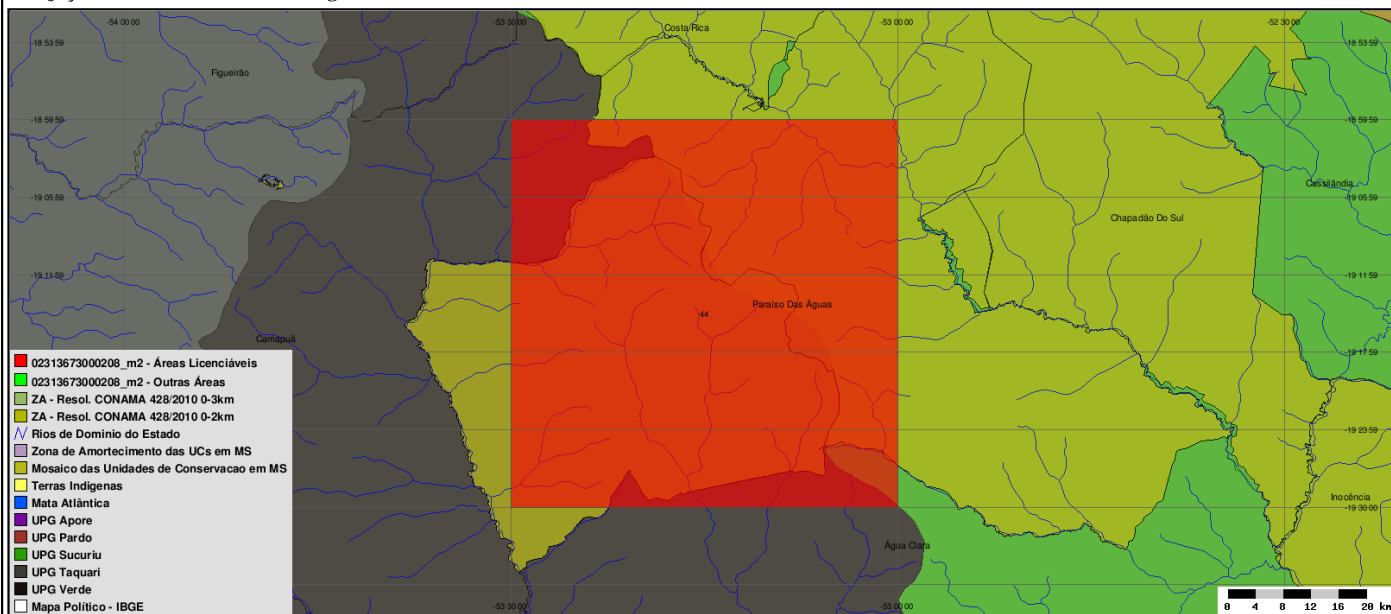 -54 00 00
-53 30 00
-53 00 00
-52 30 00
Costa Rica
-18 53 59
-18 53 59
Figueirão
-18 59 59
-18 59 59
-19 05 59
Cassilândia
-19 05 59
Chapadão Do Sul
-19 11 59
-19 11 59
Paraíso Das Águas
44
Camapuã
-19 17 59
02313673000208_m2 - Áreas Licenciáveis
02313673000208_m2 - Outras Áreas
ZA - Resol. CONAMA 428/2010 0-3km
ZA - Resol. CONAMA 428/2010 0-2km
Rios de Dominio do Estado
Zona de Amortecimento das UCs em MS
Mosaico das Unidades de Conservacao em MS
Terras Indigenas
Mata Atlântica
UPG Apore
UPG Pardo
UPG Sucuriu
UPG Taquari
UPG Verde
Mapa Político - IBGE
-19 23 59
Inocência
-19 30 00
Água Clara
-53 30 00
-53 00 00
0 4 8 12 16 20 km